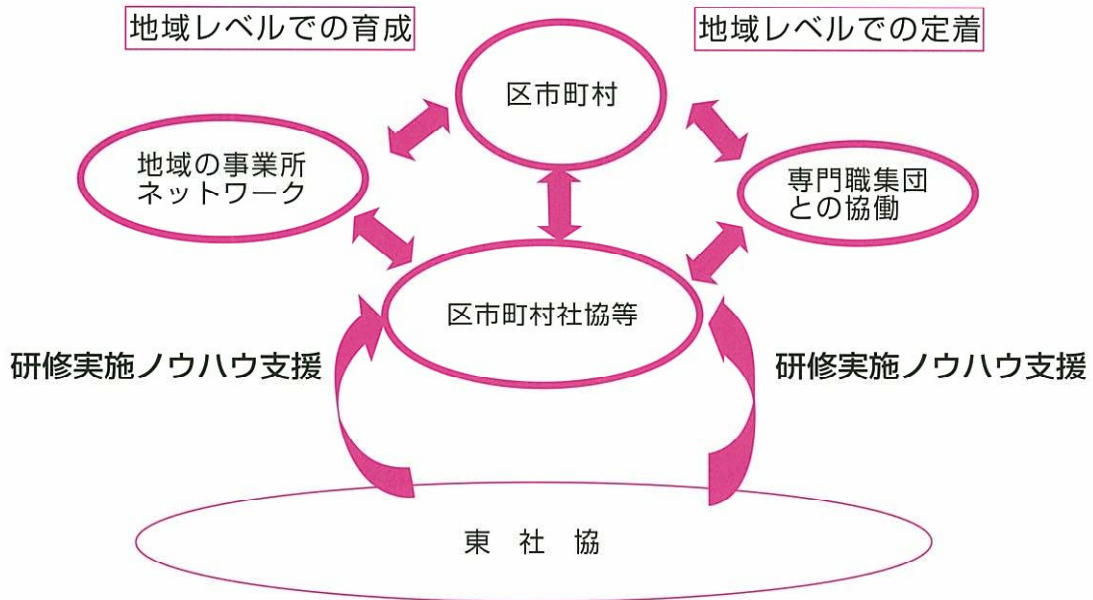 地域レベルでの育成
地域レベルでの定着
区市町村
地域の事業所
ネットワーク
専門職集団
との協働
区市町村社協等
研修実施ノウハウ支援
研修実施ノウハウ支援
東 社 協